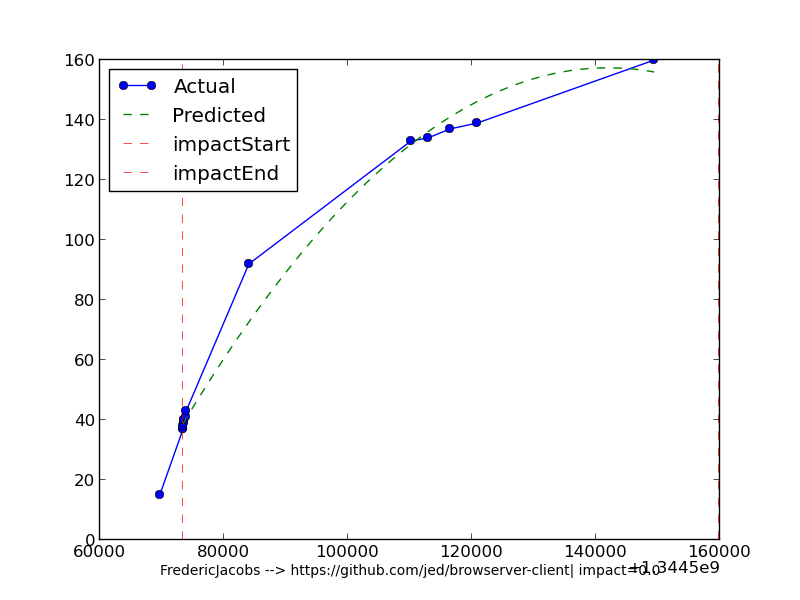 160
140
120
100
80
60
40
20
0
Actual
Predicted
impactStart
impactEnd
60000 80000 100000 120000 140000 160000
+1.3445e9
FredericJacobs --> https://github.com/jed/browserver-client| impact=0.0